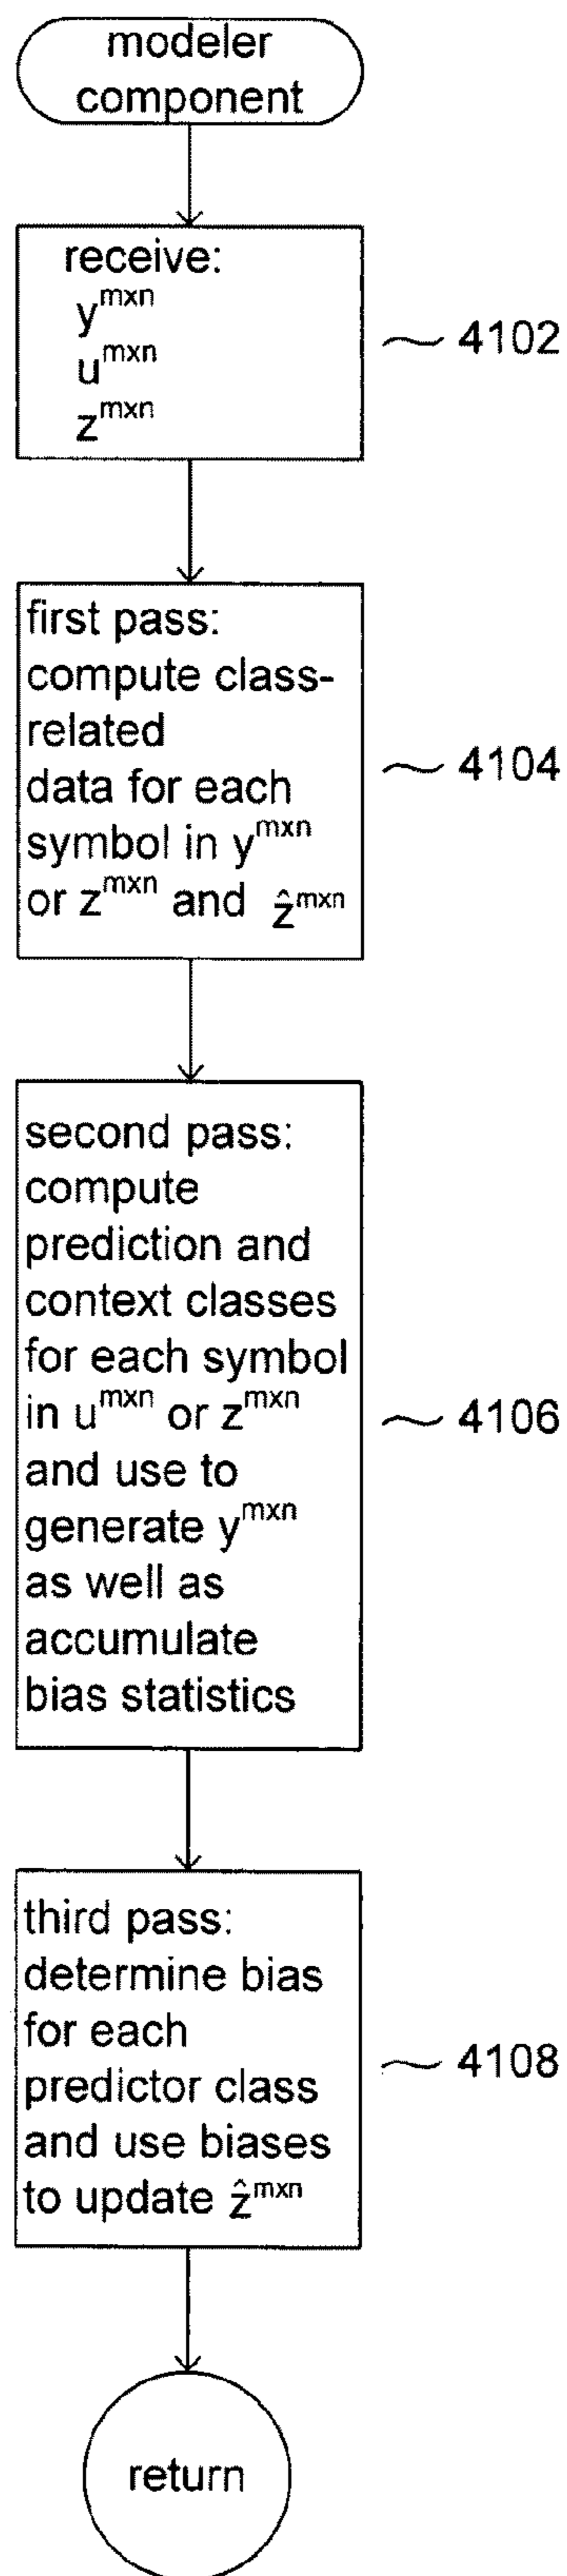 modeler
component
receive:
y^mxn
u^mxn
z^mxn
4102
first pass:
compute class-
related
data for each
symbol in y^mxn
or z^mxn and ẑ^mxn
4104
second pass:
compute
prediction and
context classes
for each symbol
in u^mxn or z^mxn
and use to
generate y^mxn
as well as
accumulate
bias statistics
4106
third pass:
determine bias
for each
predictor class
and use biases
to update ẑ^mxn
4108
return